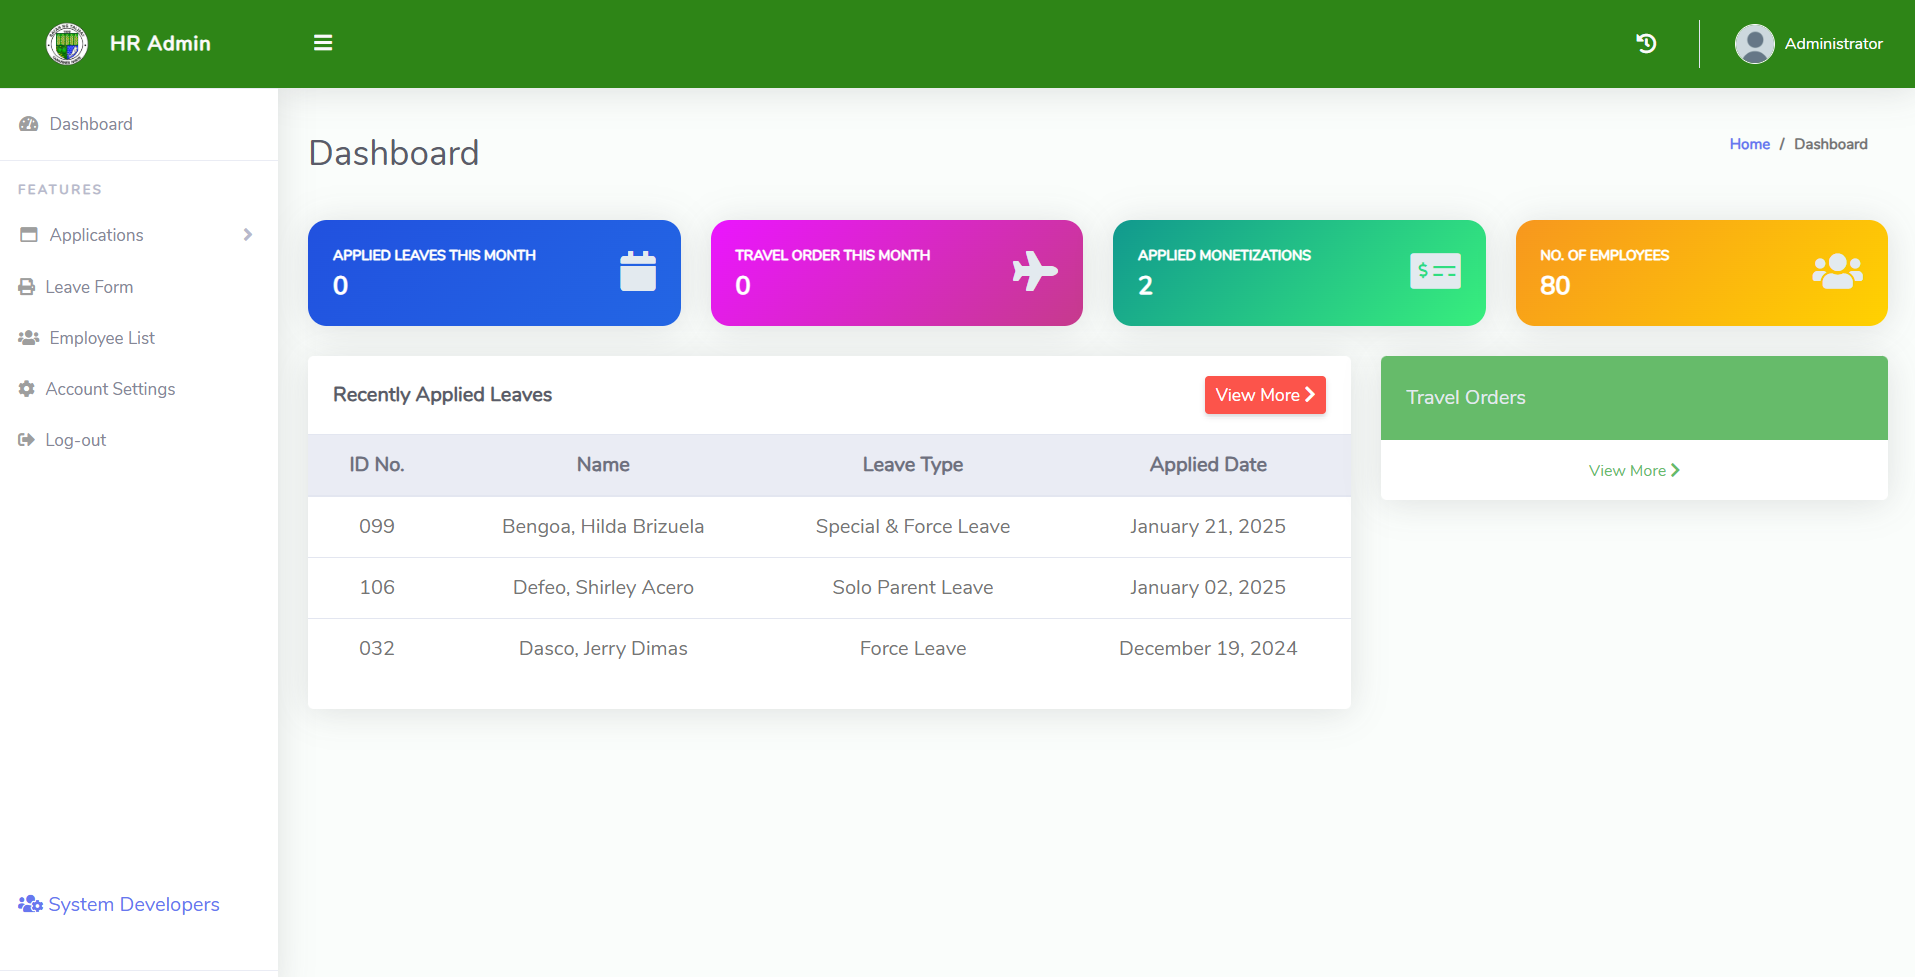 HR Admin
Administrator
Dashboard
FEATURES
Applications
Leave Form
Employee List
Account Settings
Log-out
System Developers
Dashboard
Home / Dashboard
APPLIED LEAVES THIS MONTH
0
TRAVEL ORDER THIS MONTH
0
APPLIED MONETIZATIONS
2
NO. OF EMPLOYEES
80
Recently Applied Leaves
View More
ID No. Name Leave Type Applied Date
099 Bengoa, Hilda Brizuela Special & Force Leave January 21, 2025
106 Defeo, Shirley Acero Solo Parent Leave January 02, 2025
032 Dasco, Jerry Dimas Force Leave December 19, 2024
Travel Orders
View More